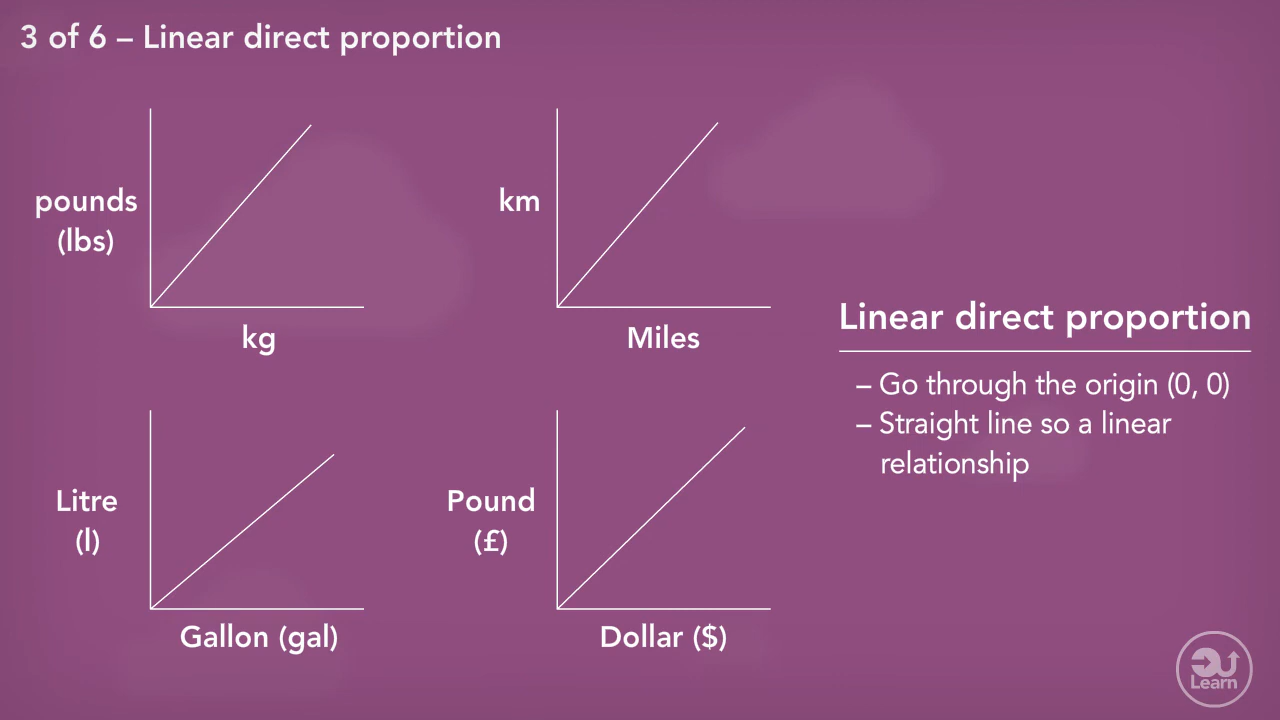 3 of 6 – Linear direct proportion
pounds
(lbs)
kg
km
Miles
Litre
(l)
Gallon (gal)
Pound
(£)
Dollar ($)
Linear direct proportion
– Go through the origin (0, 0)
– Straight line so a linear
relationship
Learn